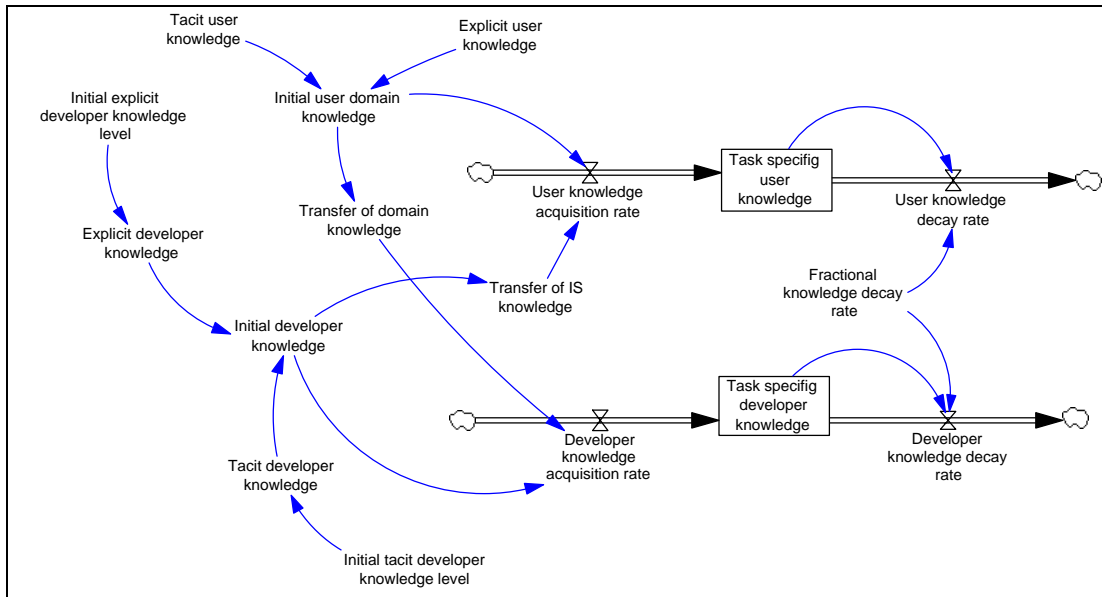 Tacit user
knowledge
Explicit user
knowledge
Initial explicit
developer knowledge
level
Initial user domain
knowledge
Task specifig
user
knowledge
User knowledge
acquisition rate
User knowledge
decay rate
Transfer of domain
knowledge
Explicit developer
knowledge
Transfer of IS
knowledge
Fractional
knowledge decay
rate
Initial developer
knowledge
Task specifig
developer
knowledge
Developer
knowledge
acquisition rate
Developer
knowledge decay
rate
Tacit developer
knowledge
Initial tacit developer
knowledge level